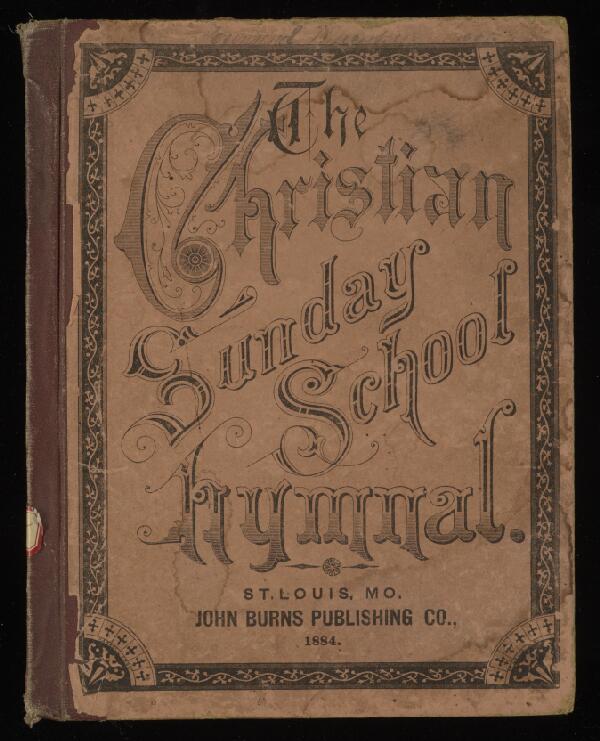 The
Christian
Sunday
School
hymnal.
ST. LOUIS, MO.
JOHN BURNS PUBLISHING CO.,
1884.